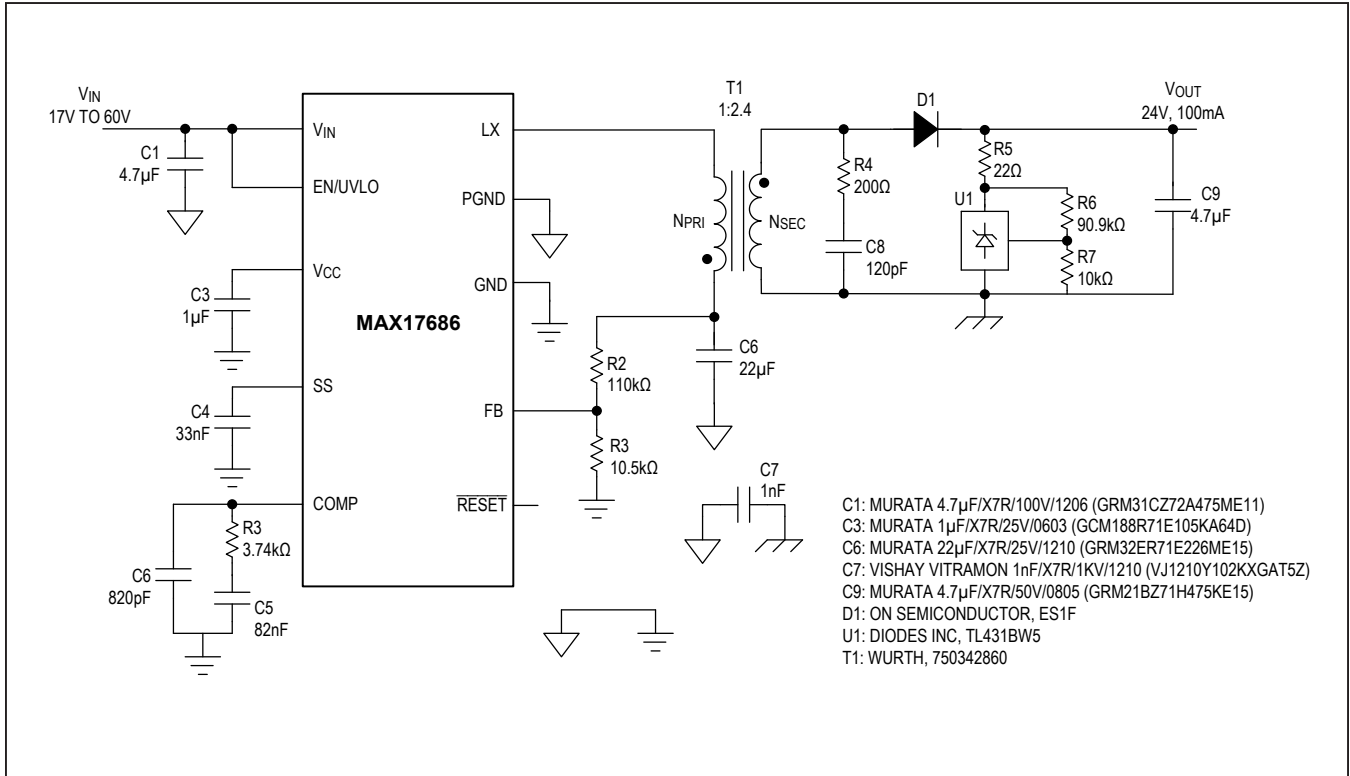 VIN
17V TO 60V
C1
4.7µF
VIN
EN/UVLO
VCC
C3
1µF
SS
C4
33nF
COMP
R3
3.74kΩ
C6
820pF
C5
82nF
MAX17686
LX
PGND
GND
FB
RESET
R2
110kΩ
R3
10.5kΩ
C6
22µF
T1
1:2.4
NPRI
NSEC
R4
200Ω
C8
120pF
D1
R5
22Ω
U1
R6
90.9kΩ
R7
10kΩ
VOUT
24V, 100mA
C9
4.7µF
C7
1nF
C1: MURATA 4.7µF/X7R/100V/1206 (GRM31CZ72A475ME11)
C3: MURATA 1µF/X7R/25V/0603 (GCM188R71E105KA64D)
C6: MURATA 22µF/X7R/25V/1210 (GRM32ER71E226ME15)
C7: VISHAY VITRAMON 1nF/X7R/1KV/1210 (VJ1210Y102KXGAT5Z)
C9: MURATA 4.7µF/X7R/50V/0805 (GRM21BZ71H475KE15)
D1: ON SEMICONDUCTOR, ES1F
U1: DIODES INC, TL431BW5
T1: WURTH, 750342860